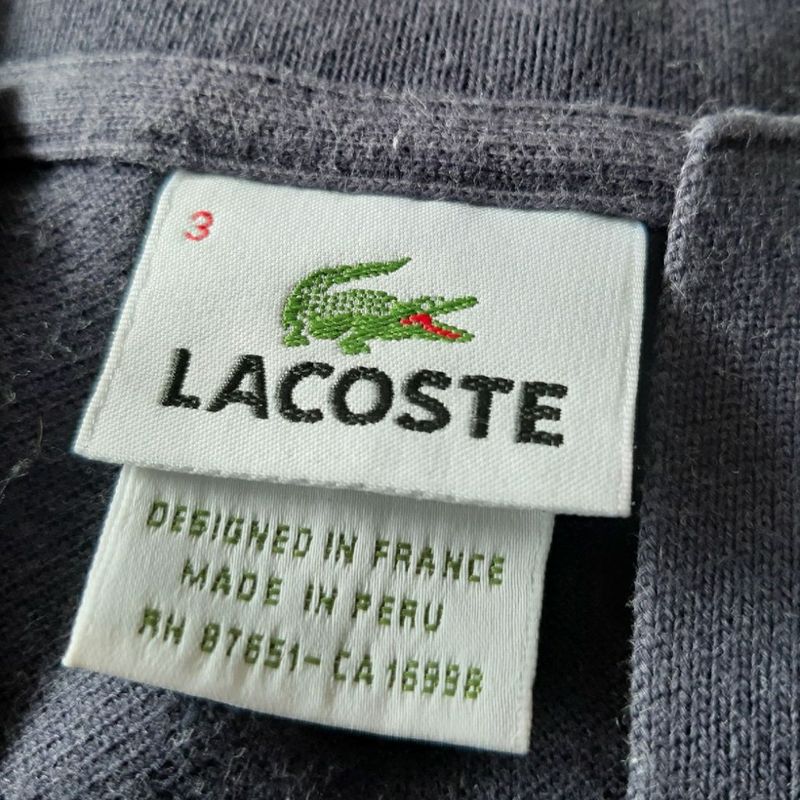 3
LACOSTE
DESIGNED IN FRANCE
MADE IN PERU
RN 87651-CA 16998